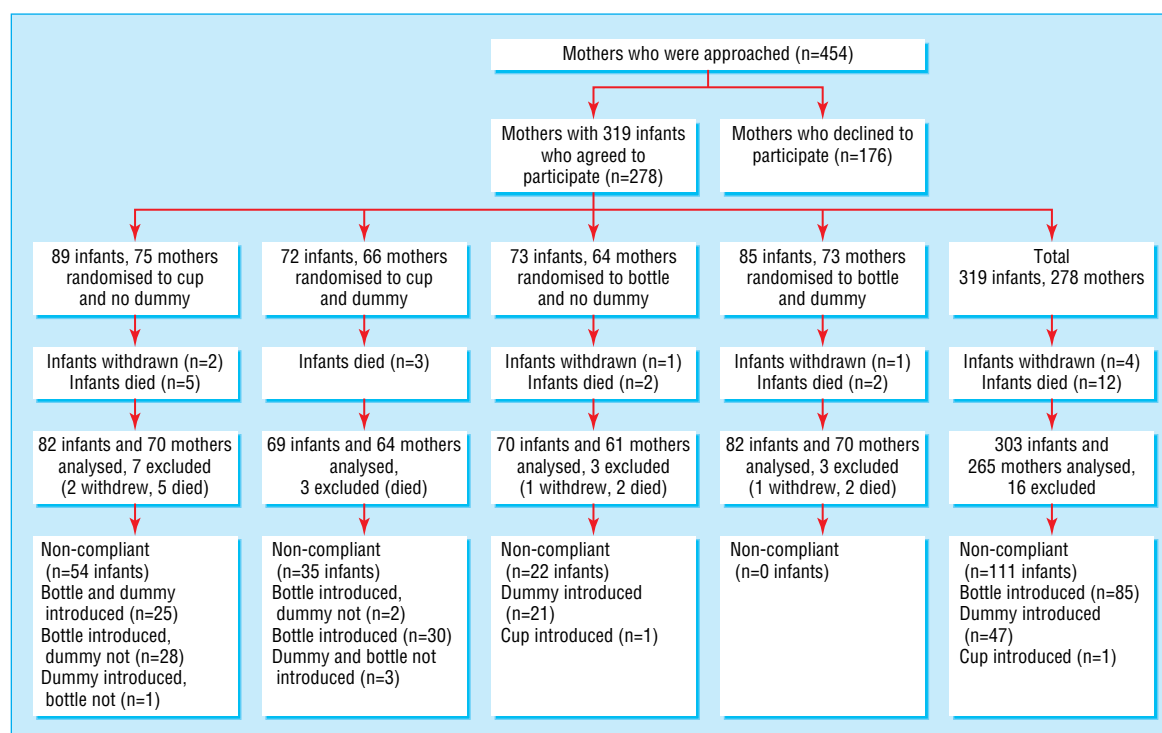 Mothers who were approached (n=454)
Mothers with 319 infants
who agreed to
participate (n=278)
Mothers who declined to
participate (n=176)
89 infants, 75 mothers
randomised to cup
and no dummy
72 infants, 66 mothers
randomised to cup
and dummy
73 infants, 64 mothers
randomised to bottle
and no dummy
85 infants, 73 mothers
randomised to bottle
and dummy
Total
319 infants, 278 mothers
Infants withdrawn (n=2)
Infants died (n=5)
Infants died (n=3)
Infants withdrawn (n=1)
Infants died (n=2)
Infants withdrawn (n=1)
Infants died (n=2)
Infants withdrawn (n=4)
Infants died (n=12)
82 infants and 70 mothers
analysed, 7 excluded
(2 withdrew, 5 died)
69 infants and 64 mothers
analysed,
3 excluded (died)
70 infants and 61 mothers
analysed, 3 excluded
(1 withdrew, 2 died)
82 infants and 70 mothers
analysed, 3 excluded
(1 withdrew, 2 died)
303 infants and
265 mothers analysed,
16 excluded
Non-compliant
(n=54 infants)
Bottle and dummy
introduced (n=25)
Bottle introduced,
dummy not (n=28)
Dummy introduced,
bottle not (n=1)
Non-compliant
(n=35 infants)
Bottle introduced,
dummy not (n=2)
Bottle introduced (n=30)
Dummy and bottle not
introduced (n=3)
Non-compliant
(n=22 infants)
Dummy introduced
(n=21)
Cup introduced (n=1)
Non-compliant
(n=0 infants)
Non-compliant
(n=111 infants)
Bottle introduced (n=85)
Dummy introduced
(n=47)
Cup introduced (n=1)